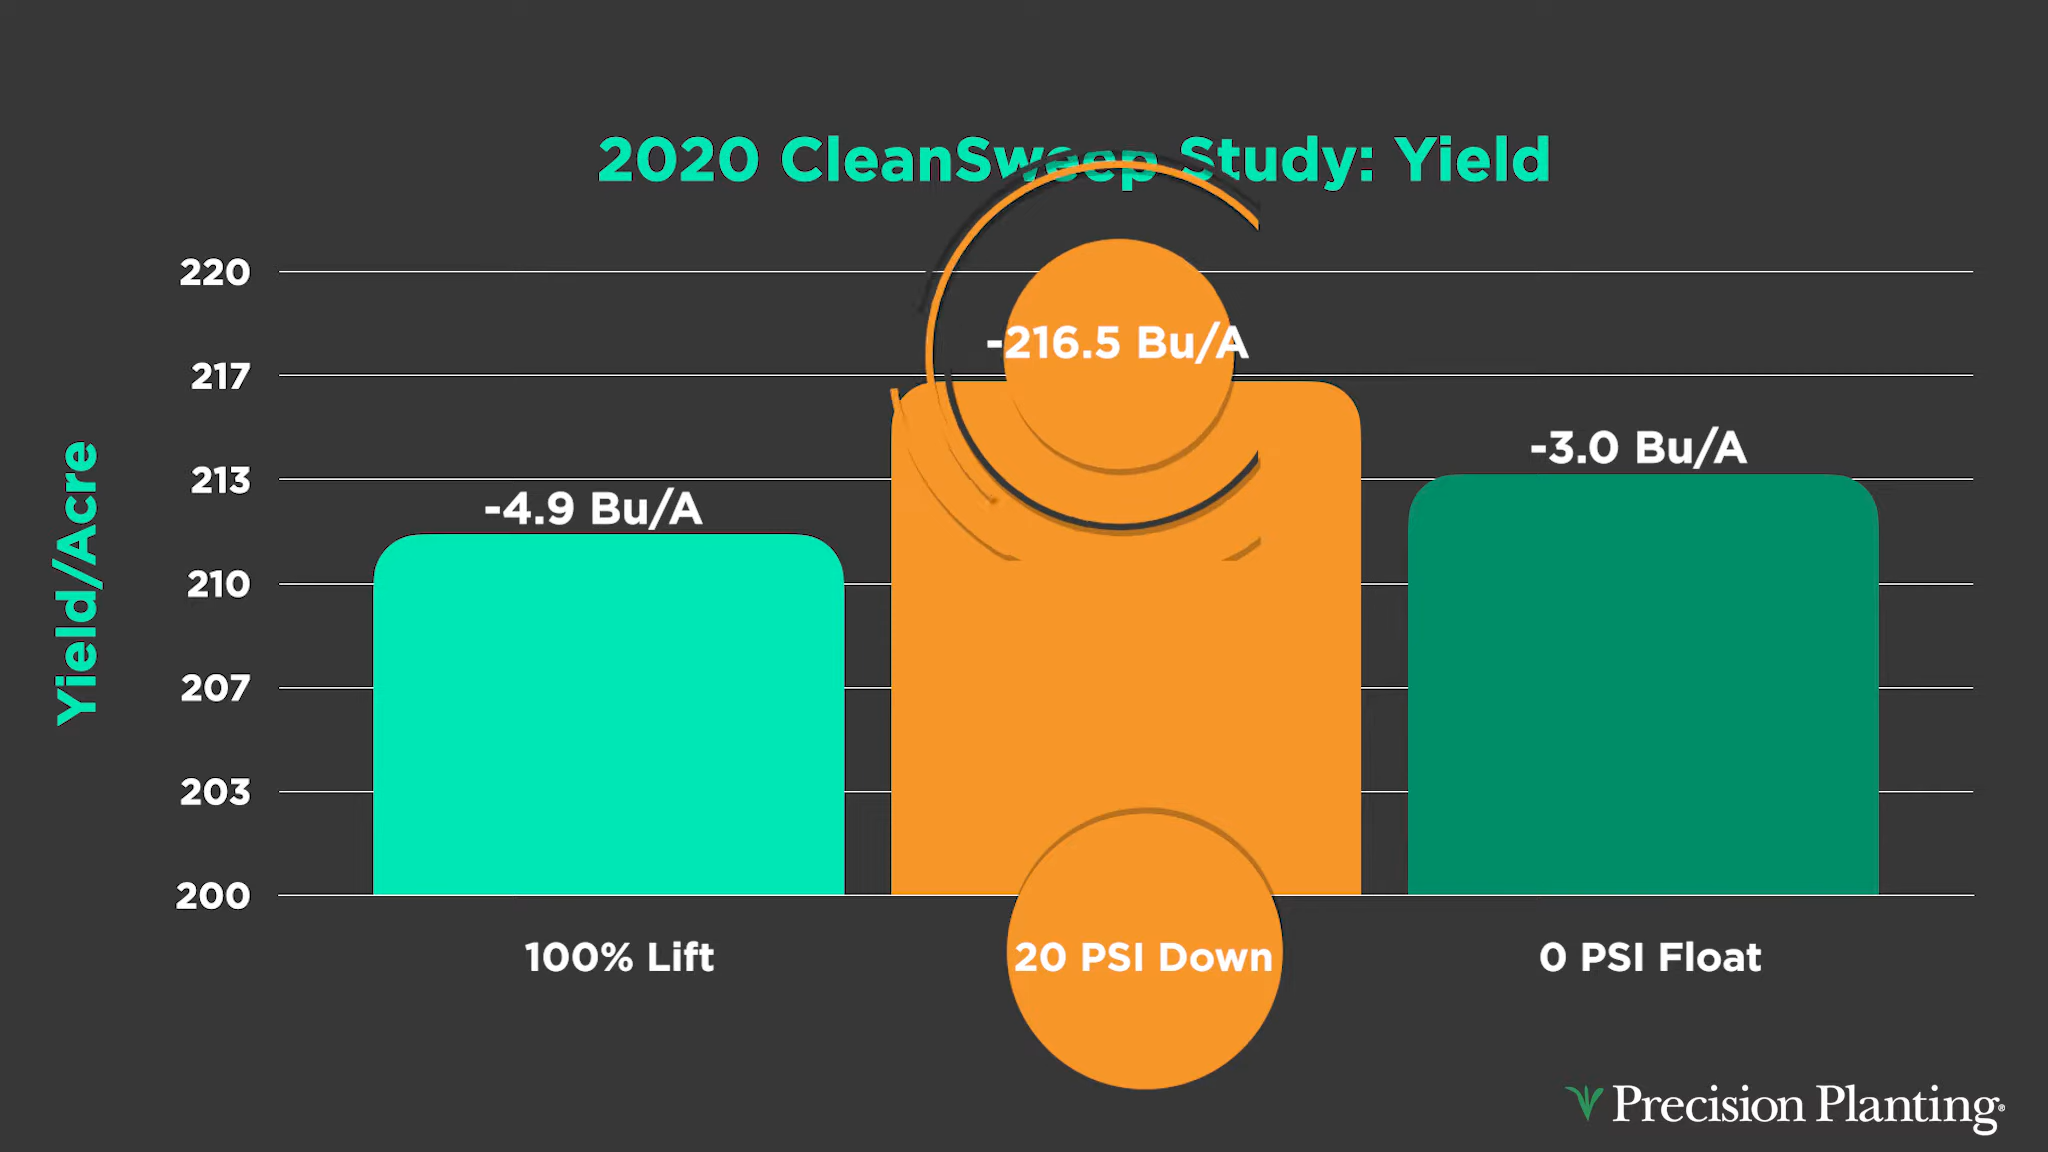 2020 CleanSweep Study: Yield
220
217
213
210
207
203
200
Yield/Acre
-4.9 Bu/A
-216.5 Bu/A
-3.0 Bu/A
100% Lift
20 PSI Down
0 PSI Float
Precision Planting®